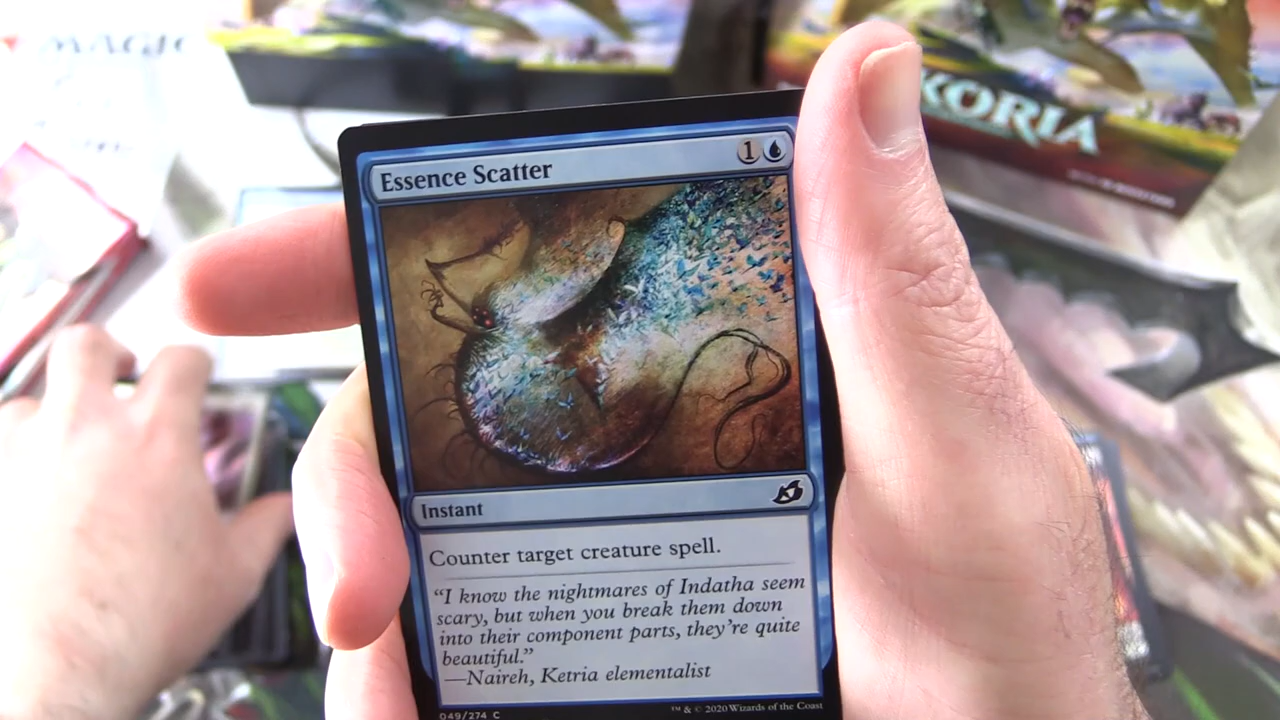 MAGIC
KORIA
Essence Scatter
1
Instant
Counter target creature spell.
“I know the nightmares of Indatha seem
scary, but when you break them down
into their component parts, they’re quite
beautiful.”
—Naireh, Ketria elementalist
049/274 C
™ & © 2020 Wizards of the Coast